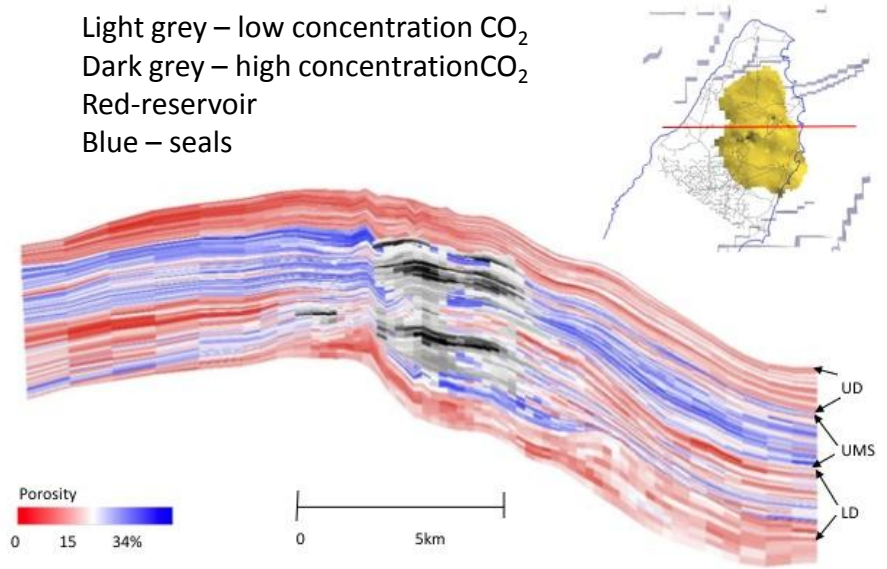 Light grey – low concentration CO₂
Dark grey – high concentrationCO₂
Red-reservoir
Blue – seals
UD
UMS
LD
Porosity
0 15 34%
0 5km